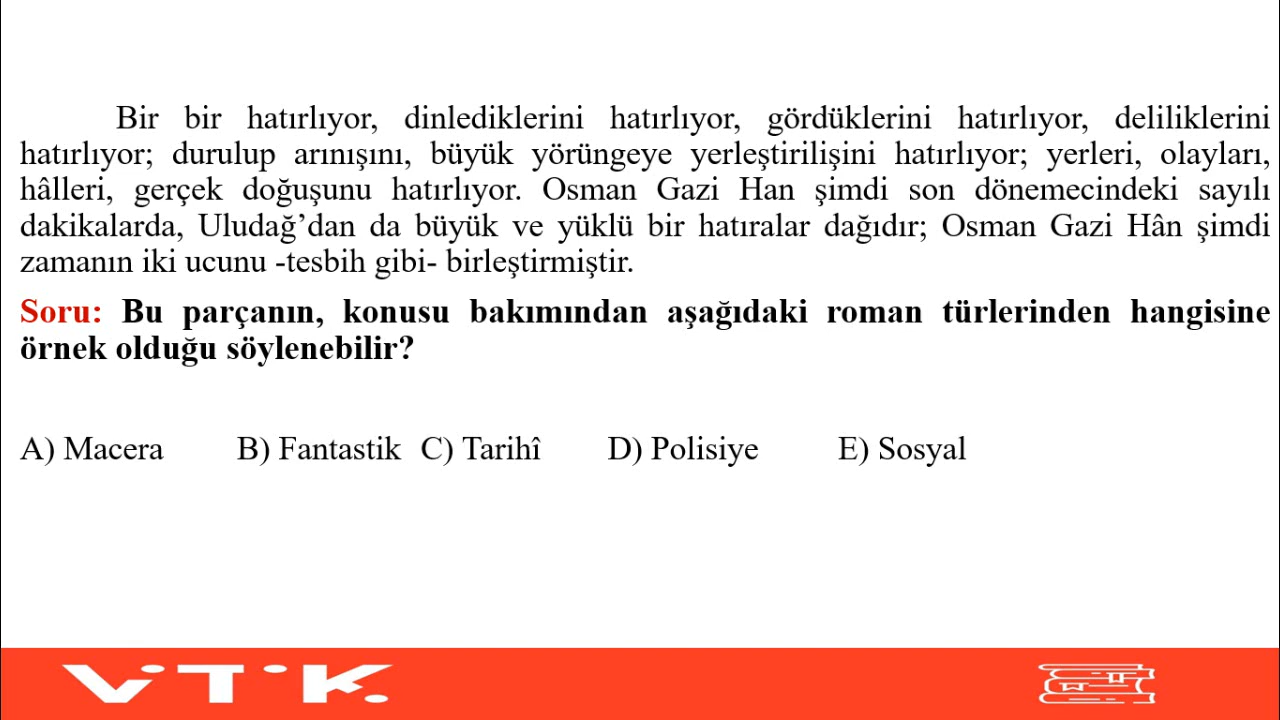 Bir bir hatırlıyor, dinlediklerini hatırlıyor, gördüklerini hatırlıyor, deliliklerini
hatırlıyor; durulup arınışını, büyük yörüngeye yerleştirilişini hatırlıyor; yerleri, olayları,
hâlleri, gerçek doğuşunu hatırlıyor. Osman Gazi Han şimdi son dönemecindeki sayılı
dakikalarda, Uludağ’dan da büyük ve yüklü bir hatıralar dağıdır; Osman Gazi Hân şimdi
zamanın iki ucunu -tesbih gibi- birleştirmiştir.
Soru: Bu parçanın, konusu bakımından aşağıdaki roman türlerinden hangisine
örnek olduğu söylenebilir?
A) Macera B) Fantastik C) Tarihî D) Polisiye E) Sosyal
VTK